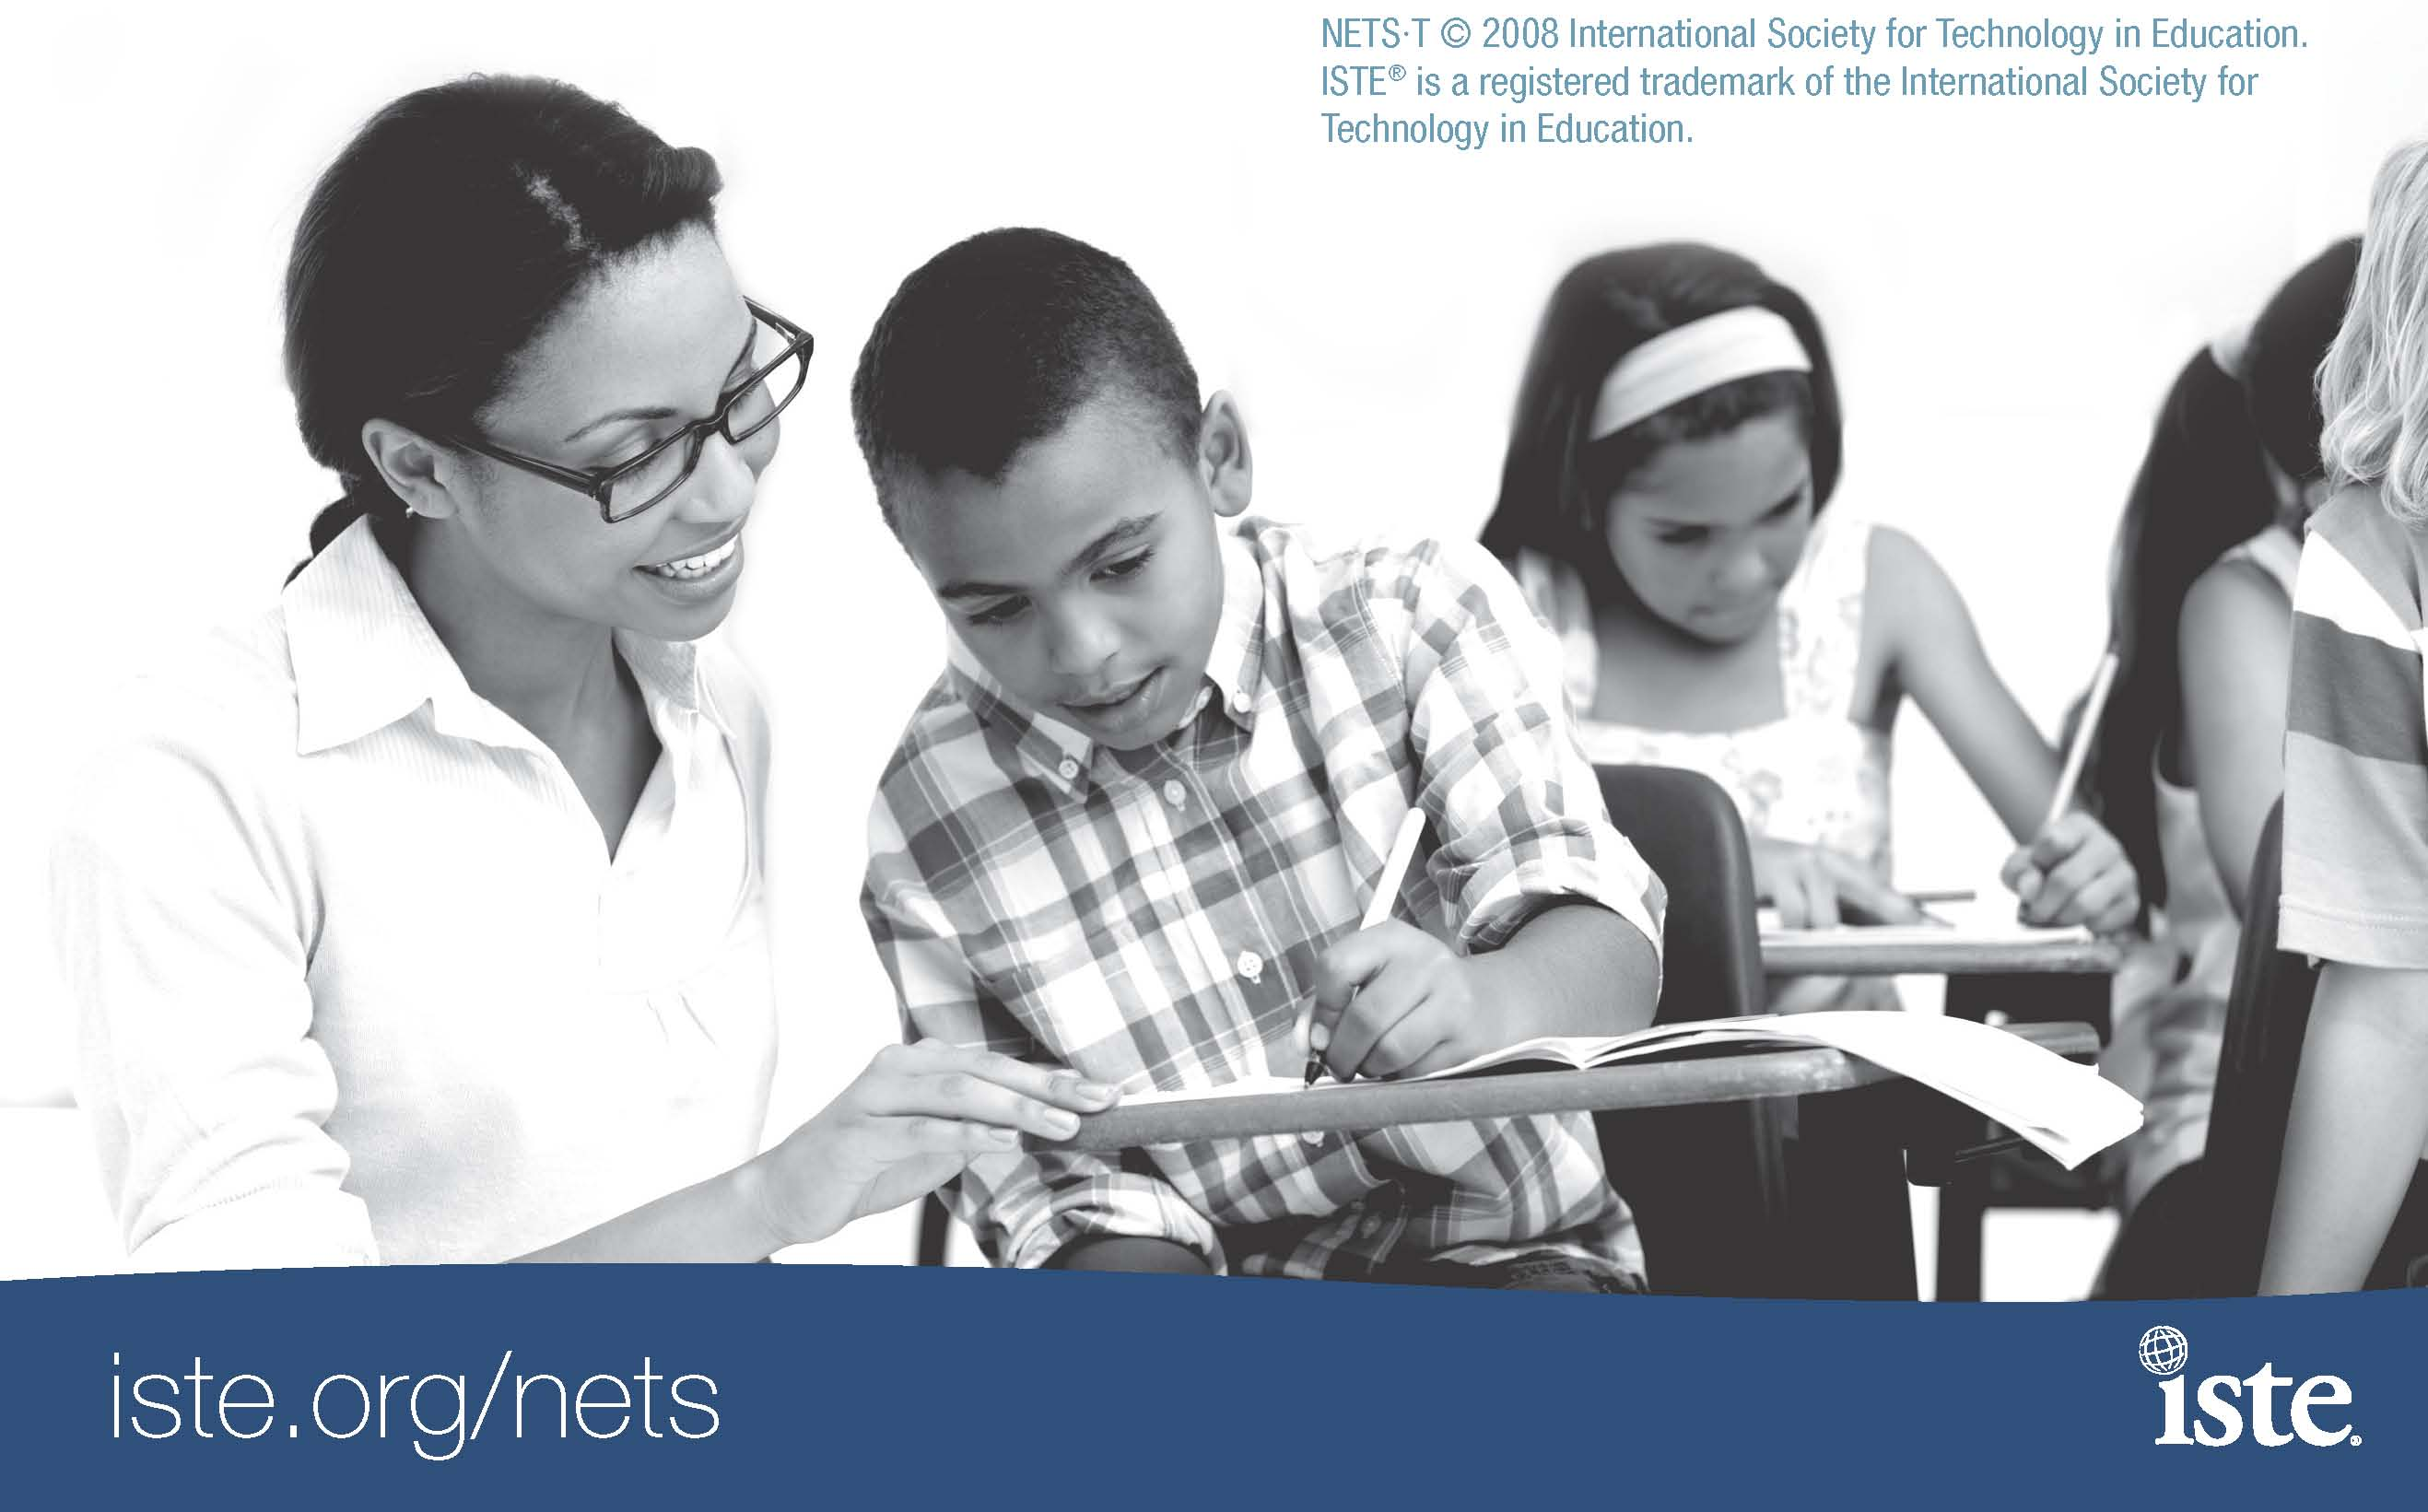 NETS·T © 2008 International Society for Technology in Education.
ISTE® is a registered trademark of the International Society for
Technology in Education.
iste.org/nets
iste®